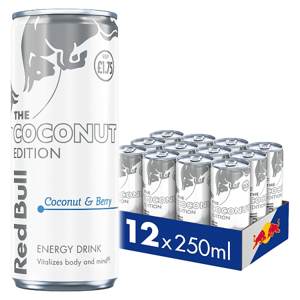 £1.75
THE
COCONUT
EDITION
Coconut & Berry
Red Bull
ENERGY DRINK
Vitalizes body and mind®
12 x 250ml